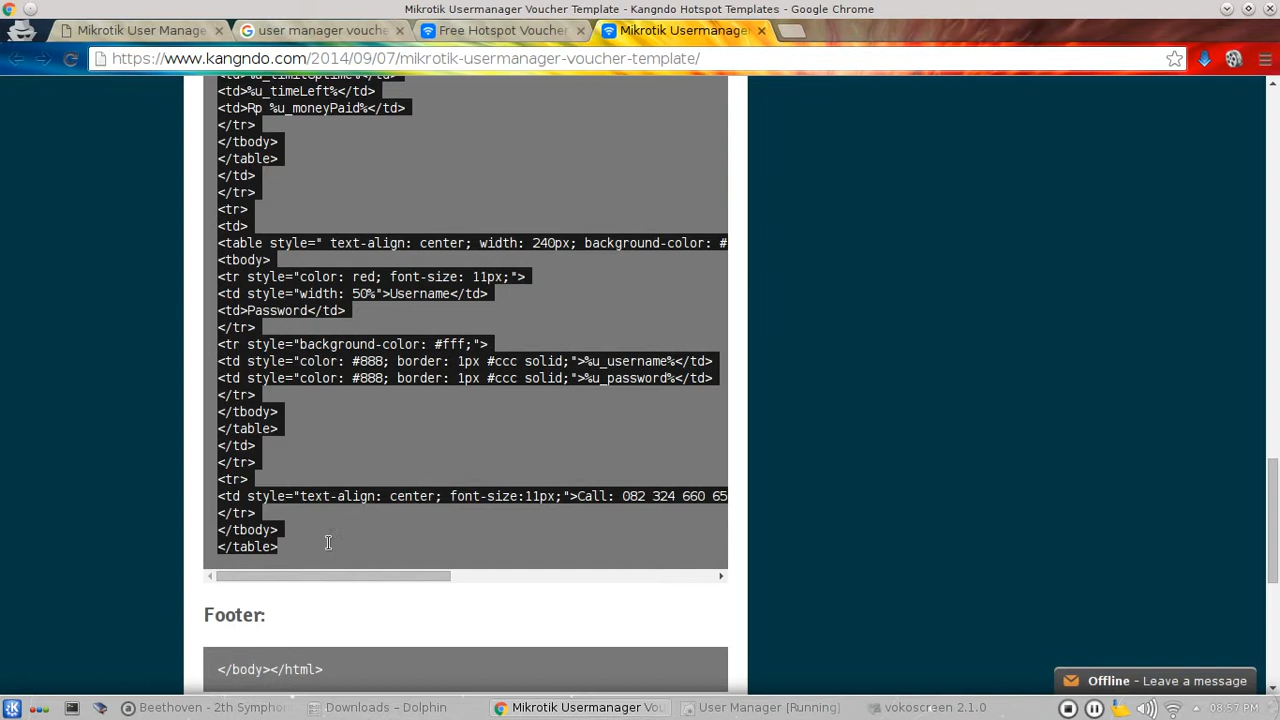 Mikrotik Usermanager Voucher Template - Kangndo Hotspot Templates - Google Chrome
Mikrotik User Manage
user manager vouche
Free Hotspot Voucher
Mikrotik Usermanager
https://www.kangndo.com/2014/09/07/mikrotik-usermanager-voucher-template/
<td>%u_limitUptime%</td>
<td>%u_timeLeft%</td>
<td>Rp %u_moneyPaid%</td>
</tr>
</tbody>
</table>
</td>
</tr>
<tr>
<td>
<table style=" text-align: center; width: 240px; background-color: #
<tbody>
<tr style="color: red; font-size: 11px;">
<td style="width: 50%">Username</td>
<td>Password</td>
</tr>
<tr style="background-color: #fff;">
<td style="color: #888; border: 1px #ccc solid;">%u_username%</td>
<td style="color: #888; border: 1px #ccc solid;">%u_password%</td>
</tr>
</tbody>
</table>
</td>
</tr>
<tr>
<td style="text-align: center; font-size:11px;">Call: 082 324 660 65
</tr>
</tbody>
</table>
Footer:
</body></html>
Offline - Leave a message
Beethoven - 2th Sympho
Downloads – Dolphin
Mikrotik Usermanager Vou
User Manager [Running]
vokoscreen 2.1.0
08:57 PM